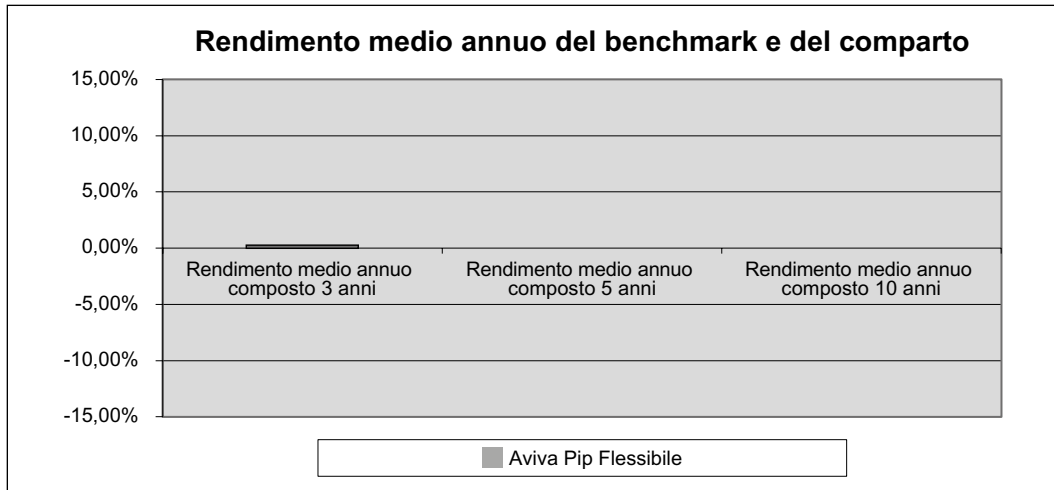 Rendimento medio annuo del benchmark e del comparto
15,00%
10,00%
5,00%
0,00%
-5,00%
-10,00%
-15,00%
Rendimento medio annuo
composto 3 anni
Rendimento medio annuo
composto 5 anni
Rendimento medio annuo
composto 10 anni
Aviva Pip Flessibile